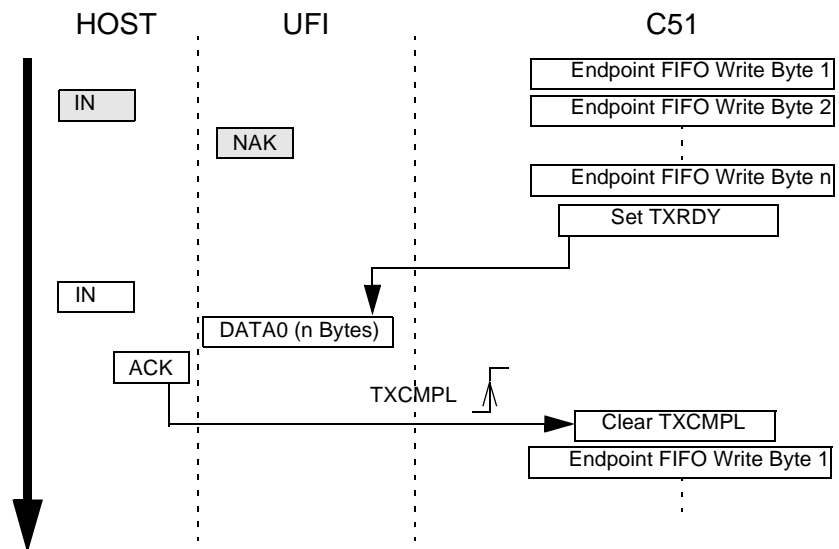 HOST UFI C51
Endpoint FIFO Write Byte 1
IN
Endpoint FIFO Write Byte 2
NAK
Endpoint FIFO Write Byte n
Set TXRDY
IN
DATA0 (n Bytes)
ACK
TXCMPL
Clear TXCMPL
Endpoint FIFO Write Byte 1